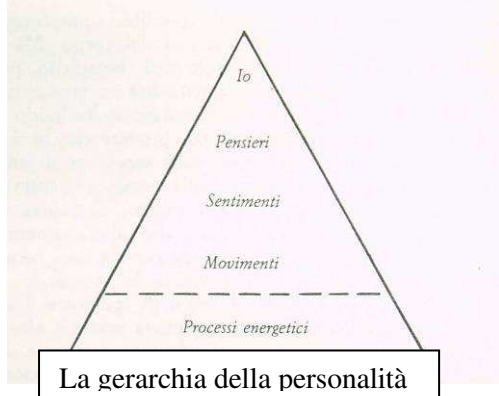 Io
Pensieri
Sentimenti
Movimenti
Processi energetici
La gerarchia della personalità